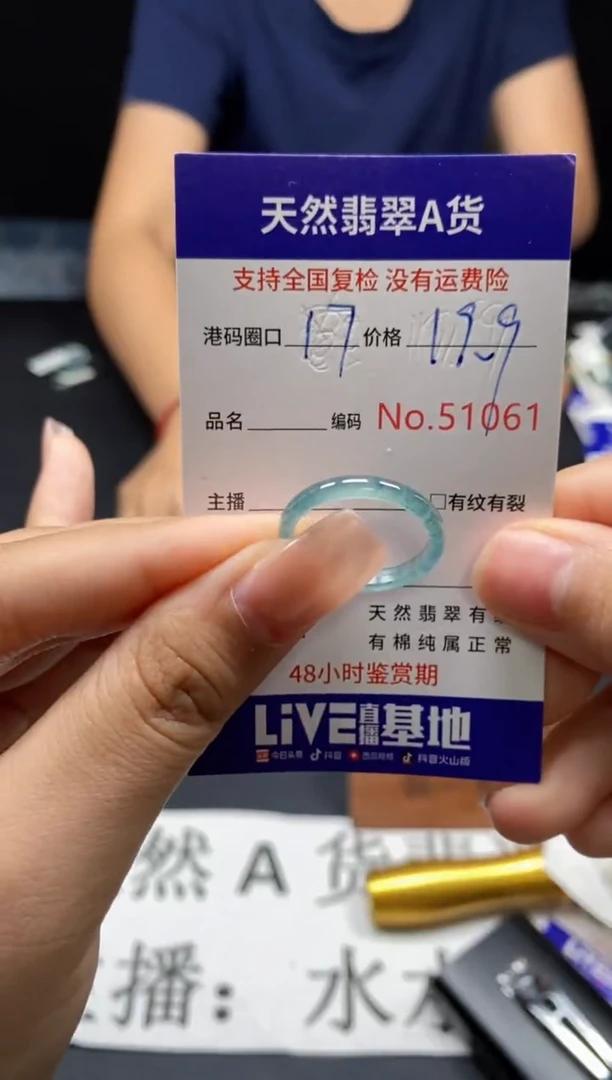 天然翡翠A货
支持全国复检 没有运费险
港码圈口 17 价格 19.9
品名 编码 No.51061
主播 □有纹有裂
天然翡翠有
有棉纯属正常
48小时鉴赏期
LiVE直播基地
今日头条 抖音 西瓜视频 抖音火山版
然 A 货
播：水